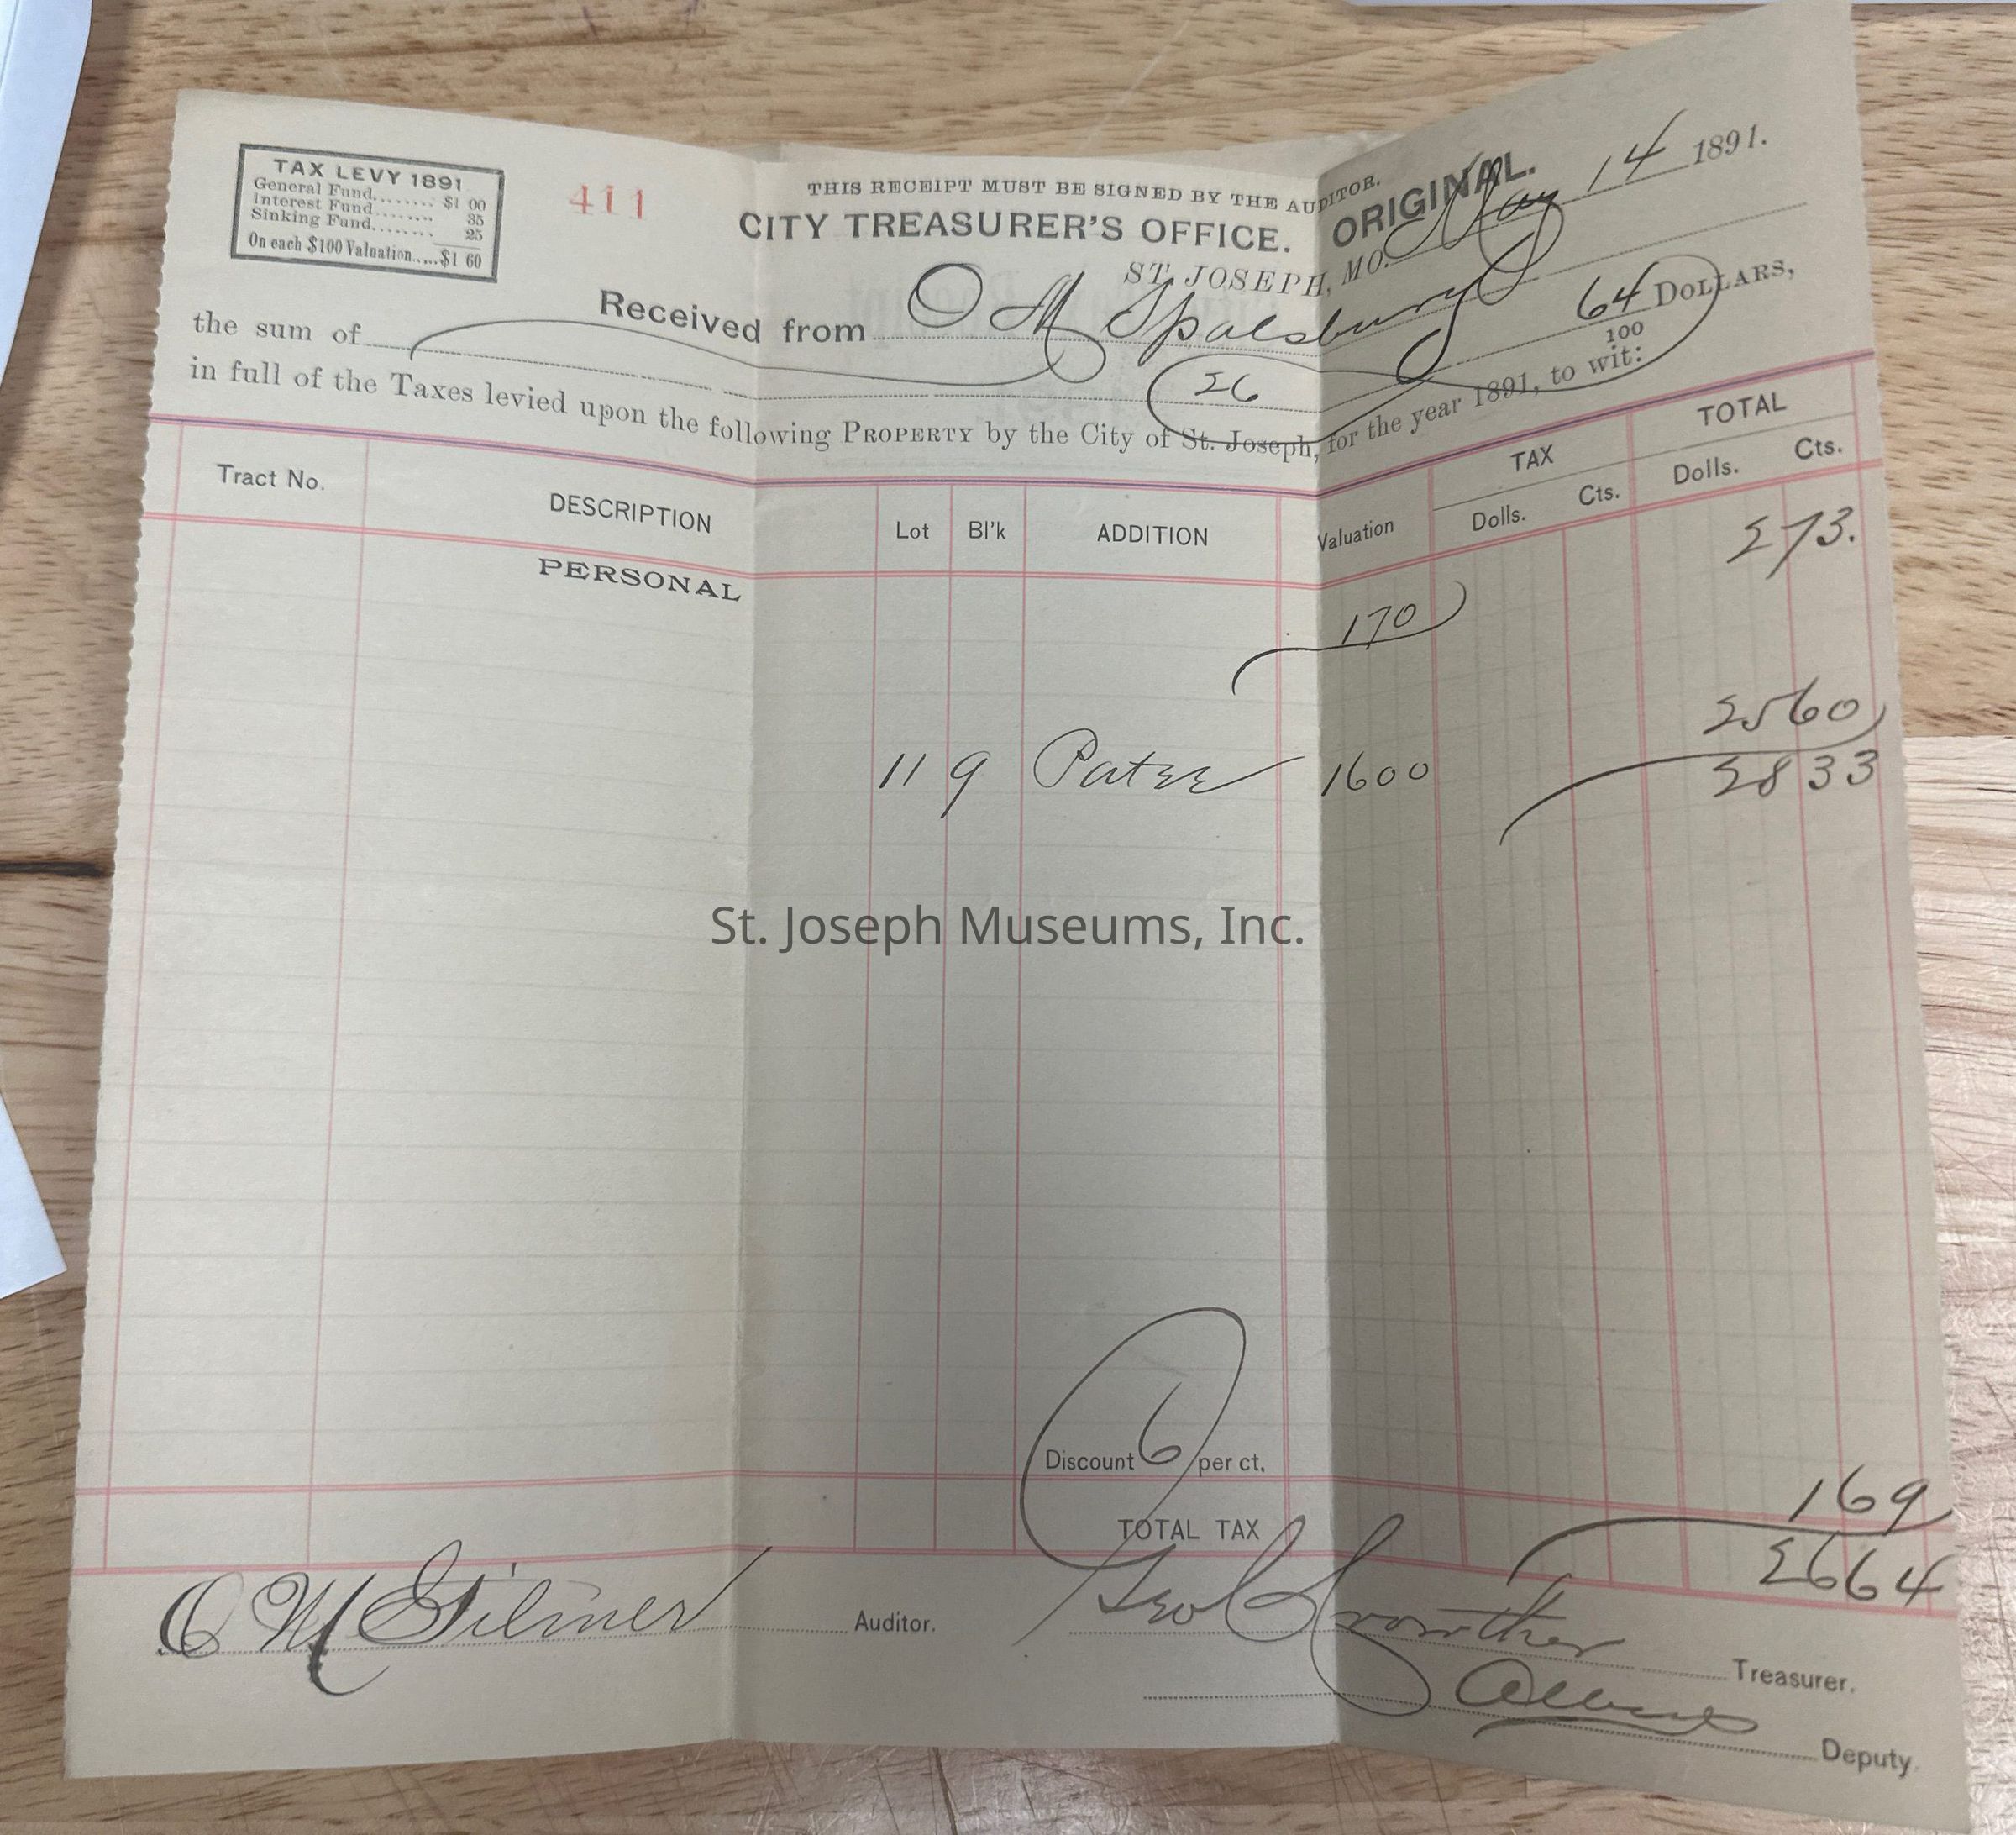 TAX LEVY 1891
General Fund........ $1 00
Interest Fund........ 35
Sinking Fund........ 25
On each $100 Valuation.....$1 60
411
THIS RECEIPT MUST BE SIGNED BY THE AUDITOR.
CITY TREASURER'S OFFICE. ORIGINAL.
ST. JOSEPH, MO. May 14 1891.
Received from O M Spalsbury
the sum of 26 64/100 DOLLARS,
in full of the Taxes levied upon the following PROPERTY by the City of St. Joseph, for the year 1891, to wit:
Tract No. DESCRIPTION Lot Bl'k ADDITION Valuation TAX Dolls. Cts. TOTAL Dolls. Cts.
PERSONAL 170 273.
11 9 Patee 1600 2560
2833
St. Joseph Museums, Inc.
Discount 6 per ct. 169
TOTAL TAX 2664
O M Gilmer Auditor. Geo C Crowther Treasurer.
Deputy.